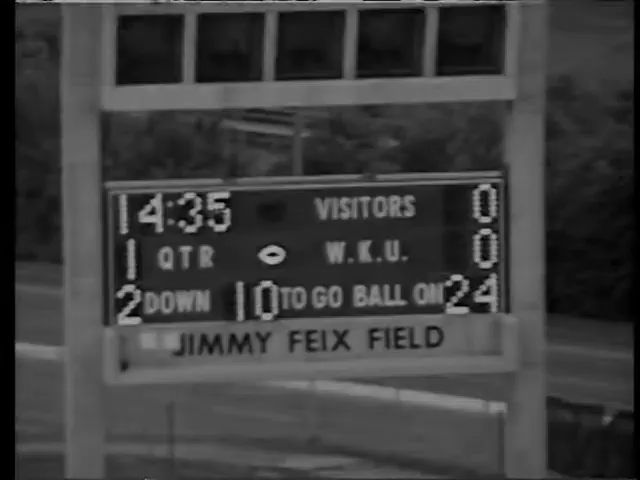 14:35 VISITORS 0
1 QTR W.K.U. 0
2 DOWN 10 TO GO BALL ON 24
JIMMY FEIX FIELD